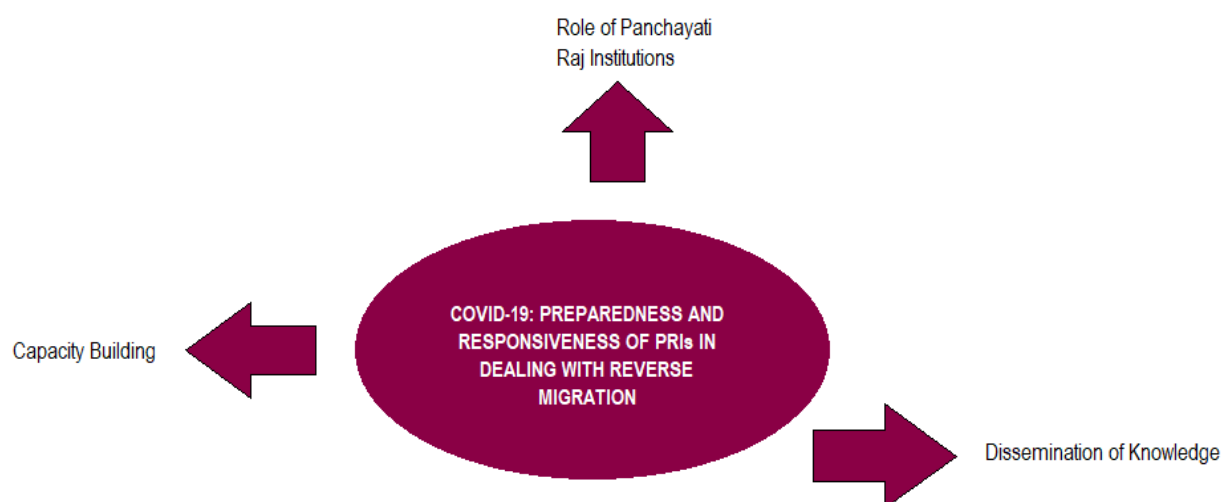 Role of Panchayati
Raj Institutions
COVID-19: PREPAREDNESS AND
RESPONSIVENESS OF PRIs IN
DEALING WITH REVERSE
MIGRATION
Capacity Building
Dissemination of Knowledge